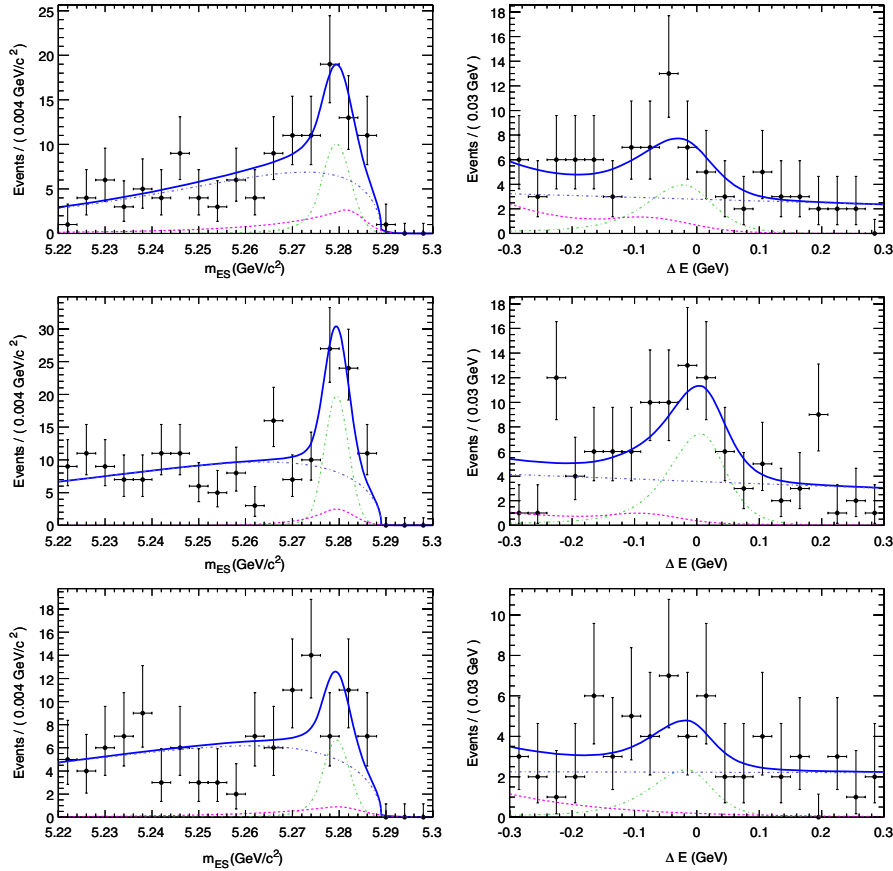 Events / ( 0.004 GeV/c² )
25
20
15
10
5
0
5.22 5.23 5.24 5.25 5.26 5.27 5.28 5.29 5.3
m_ES (GeV/c²)
Events / ( 0.03 GeV )
18
16
14
12
10
8
6
4
2
0
-0.3 -0.2 -0.1 0 0.1 0.2 0.3
Δ E (GeV)
Events / ( 0.004 GeV/c² )
30
25
20
15
10
5
0
5.22 5.23 5.24 5.25 5.26 5.27 5.28 5.29 5.3
m_ES (GeV/c²)
Events / ( 0.03 GeV )
18
16
14
12
10
8
6
4
2
0
-0.3 -0.2 -0.1 0 0.1 0.2 0.3
Δ E (GeV)
Events / ( 0.004 GeV/c² )
18
16
14
12
10
8
6
4
2
0
5.22 5.23 5.24 5.25 5.26 5.27 5.28 5.29 5.3
m_ES (GeV/c²)
Events / ( 0.03 GeV )
10
8
6
4
2
0
-0.3 -0.2 -0.1 0 0.1 0.2 0.3
Δ E (GeV)